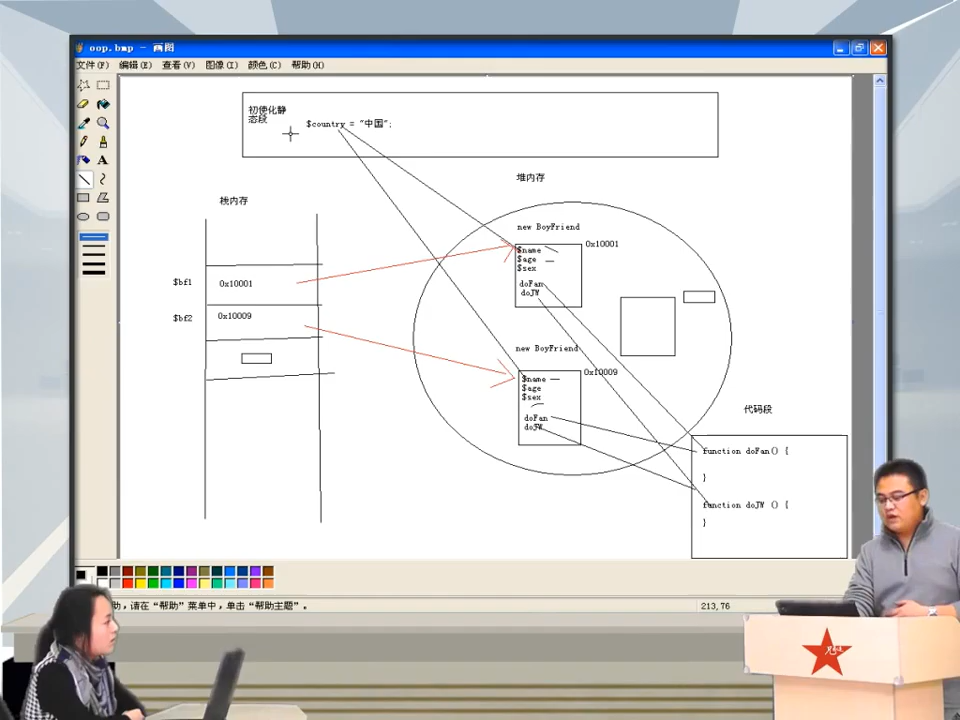 oop.bmp - 画图
文件(F) 编辑(E) 查看(V) 图像(I) 颜色(C) 帮助(H)
初使化静
态段
$country = "中国";
堆内存
栈内存
new BoyFriend
0x10001
$name
$age
$sex
doFan
doJW
$bf1
0x10001
$bf2
0x10009
new BoyFriend
0x10009
$name
$age
$sex
doFan
doJW
代码段
function doFan() {
}
function doJW () {
}
助,请在“帮助”菜单中,单击“帮助主题”。
213,76